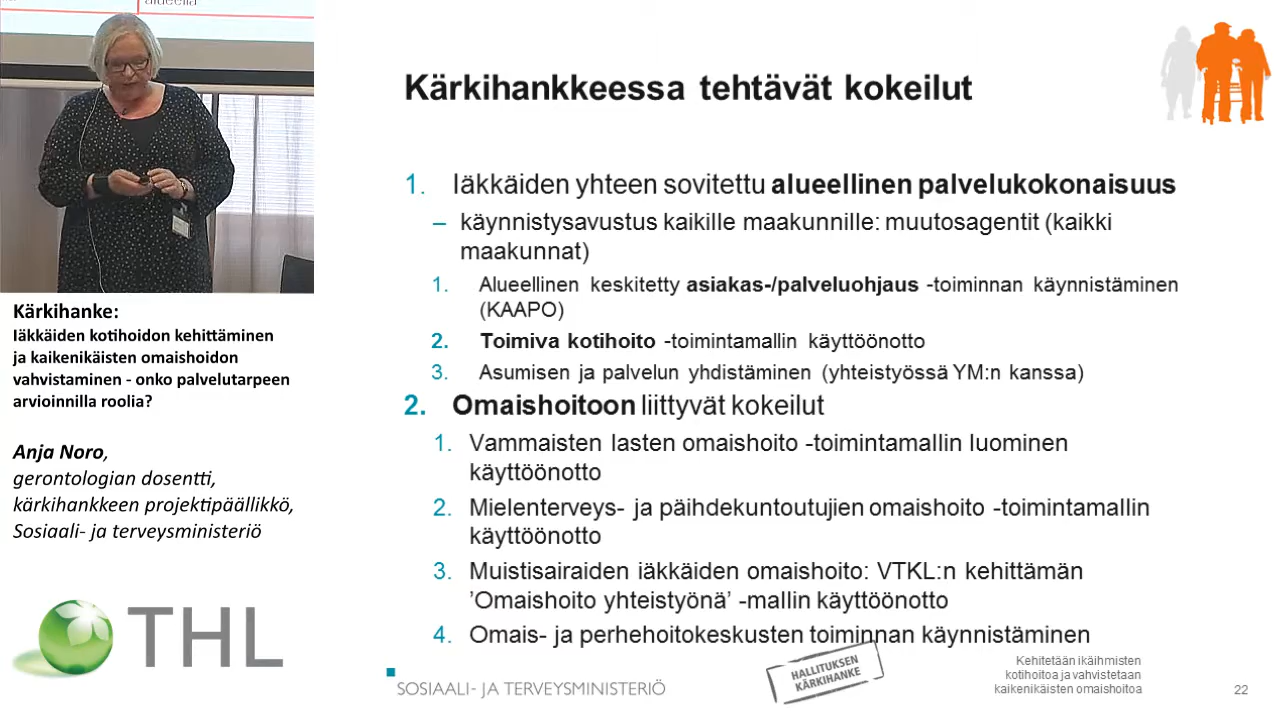 alueella
Kärkihankkeessa tehtävät kokeilut
1. Iäkkäiden yhteen sovitettu alueellinen palvelukokonaisuus
– käynnistysavustus kaikille maakunnille: muutosagentit (kaikki
maakunnat)
1. Alueellinen keskitetty asiakas-/palveluohjaus -toiminnan käynnistäminen
(KAAPO)
2. Toimiva kotihoito -toimintamallin käyttöönotto
3. Asumisen ja palvelun yhdistäminen (yhteistyössä YM:n kanssa)
2. Omaishoitoon liittyvät kokeilut
1. Vammaisten lasten omaishoito -toimintamallin luominen
käyttöönotto
2. Mielenterveys- ja päihdekuntoutujien omaishoito -toimintamallin
käyttöönotto
3. Muistisairaiden iäkkäiden omaishoito: VTKL:n kehittämän
’Omaishoito yhteistyönä’ -mallin käyttöönotto
4. Omais- ja perhehoitokeskusten toiminnan käynnistäminen
Kärkihanke:
Iäkkäiden kotihoidon kehittäminen
ja kaikenikäisten omaishoidon
vahvistaminen - onko palvelutarpeen
arvioinnilla roolia?
Anja Noro,
gerontologian dosentti,
kärkihankkeen projektipäällikkö,
Sosiaali- ja terveysministeriö
THL
SOSIAALI- JA TERVEYSMINISTERIÖ
HALLITUKSEN
KÄRKIHANKE
Kehitetään ikäihmisten
kotihoitoa ja vahvistetaan
kaikenikäisten omaishoitoa
22